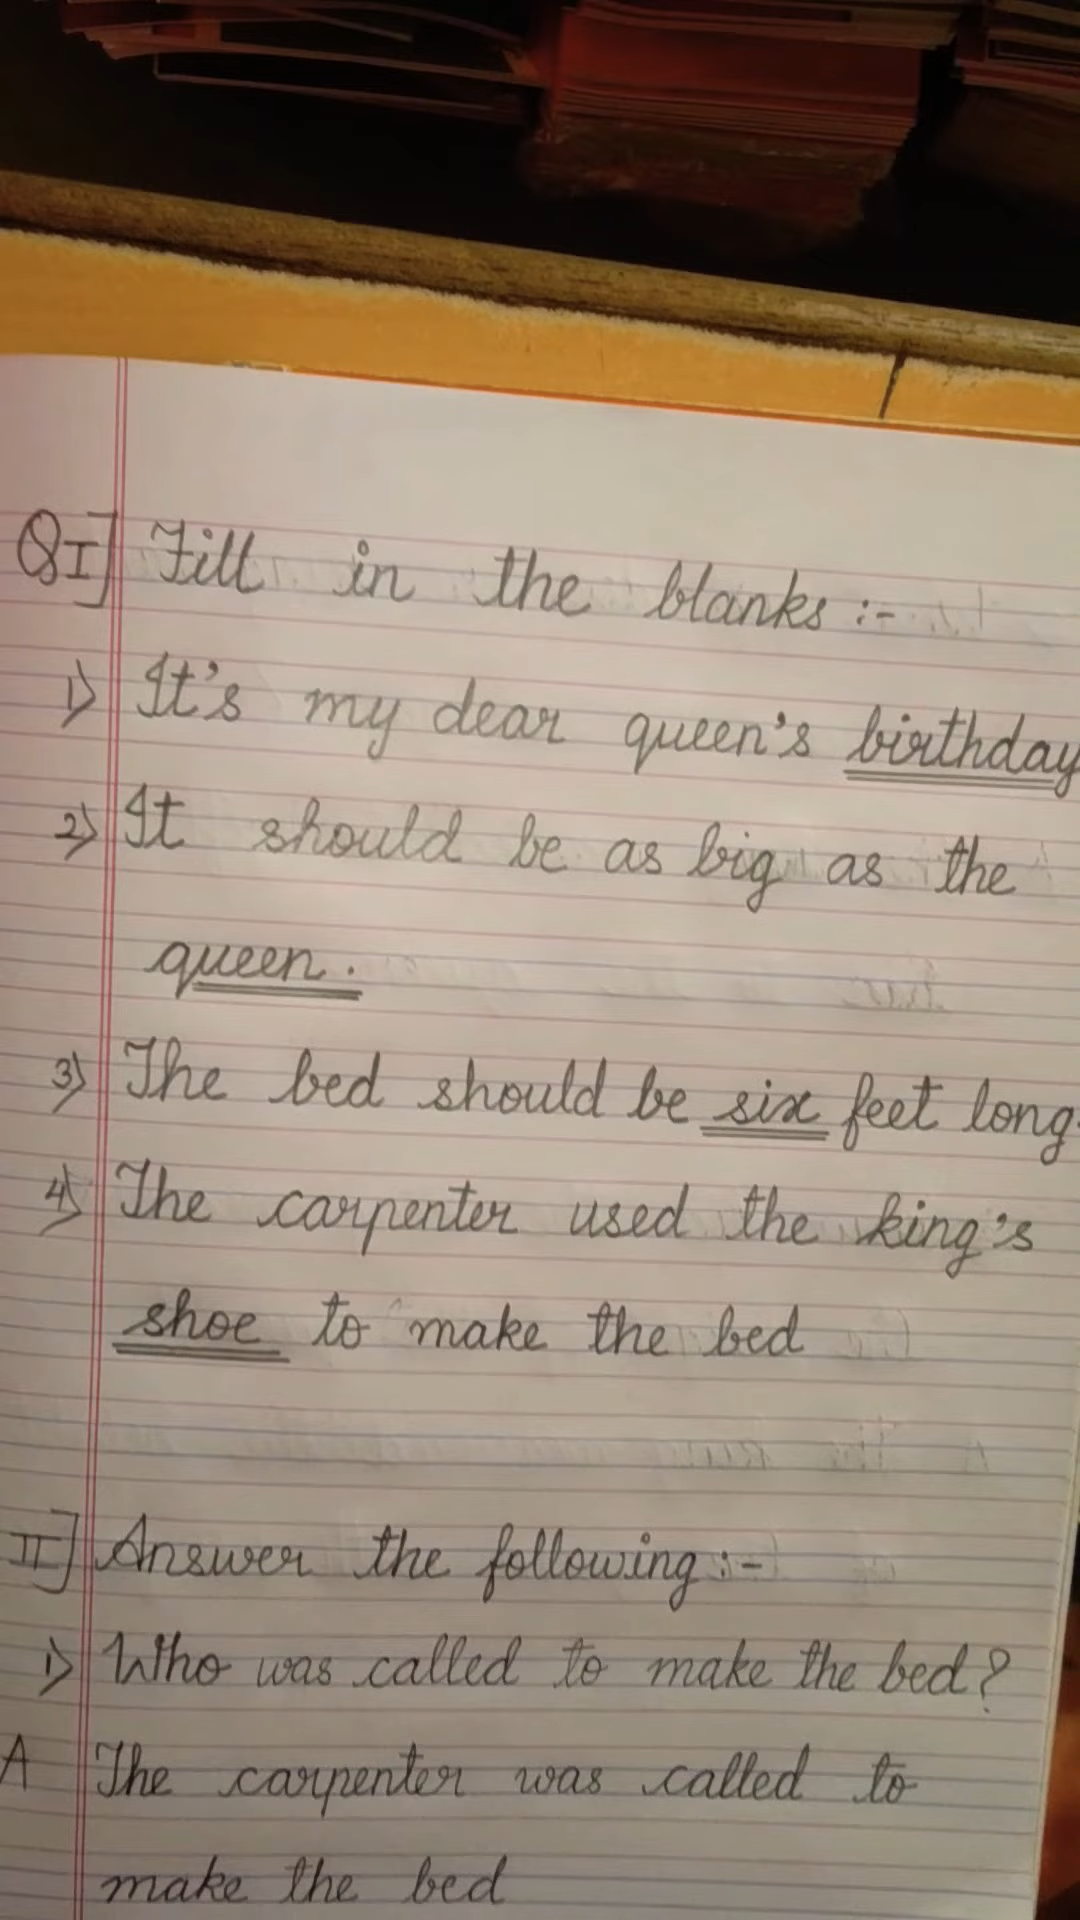 QI] Fill in the blanks :-
1) It's my dear queen's birthday
2) It should be as big as the
queen.
3) The bed should be six feet long.
4) The carpenter used the king's
shoe to make the bed
II] Answer the following :-
1) Who was called to make the bed?
A The carpenter was called to
make the bed